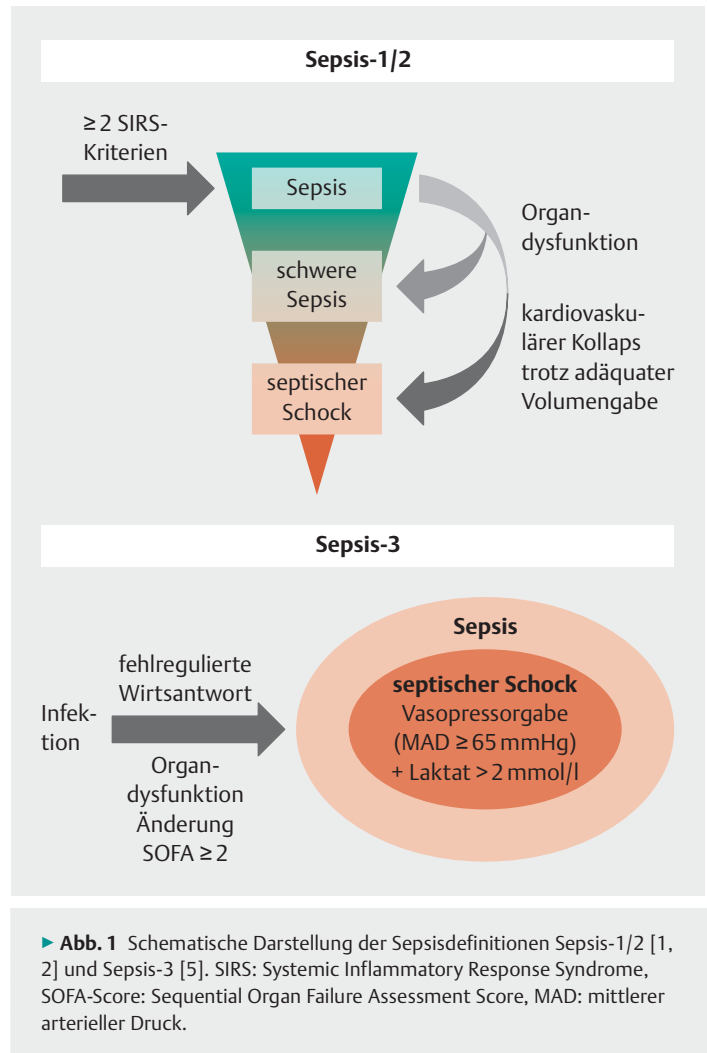 Sepsis-1/2
≥ 2 SIRS-
Kriterien
Sepsis
schwere
Sepsis
septischer
Schock
Organ-
dysfunktion
kardiovasku-
lärer Kollaps
trotz adäquater
Volumengabe
Sepsis-3
Infek-
tion
fehlregulierte
Wirtsantwort
Organ-
dysfunktion
Änderung
SOFA ≥ 2
Sepsis
septischer Schock
Vasopressorgabe
(MAD ≥ 65 mmHg)
+ Laktat > 2 mmol/l
► Abb. 1 Schematische Darstellung der Sepsisdefinitionen Sepsis-1/2 [1,
2] und Sepsis-3 [5]. SIRS: Systemic Inflammatory Response Syndrome,
SOFA-Score: Sequential Organ Failure Assessment Score, MAD: mittlerer
arterieller Druck.